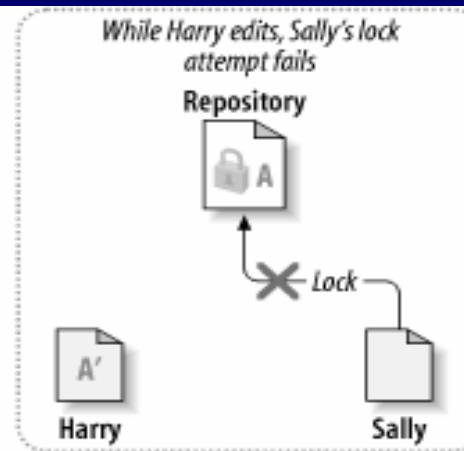 While Harry edits, Sally's lock
attempt fails
Repository
A
Lock
A′
Harry
Sally